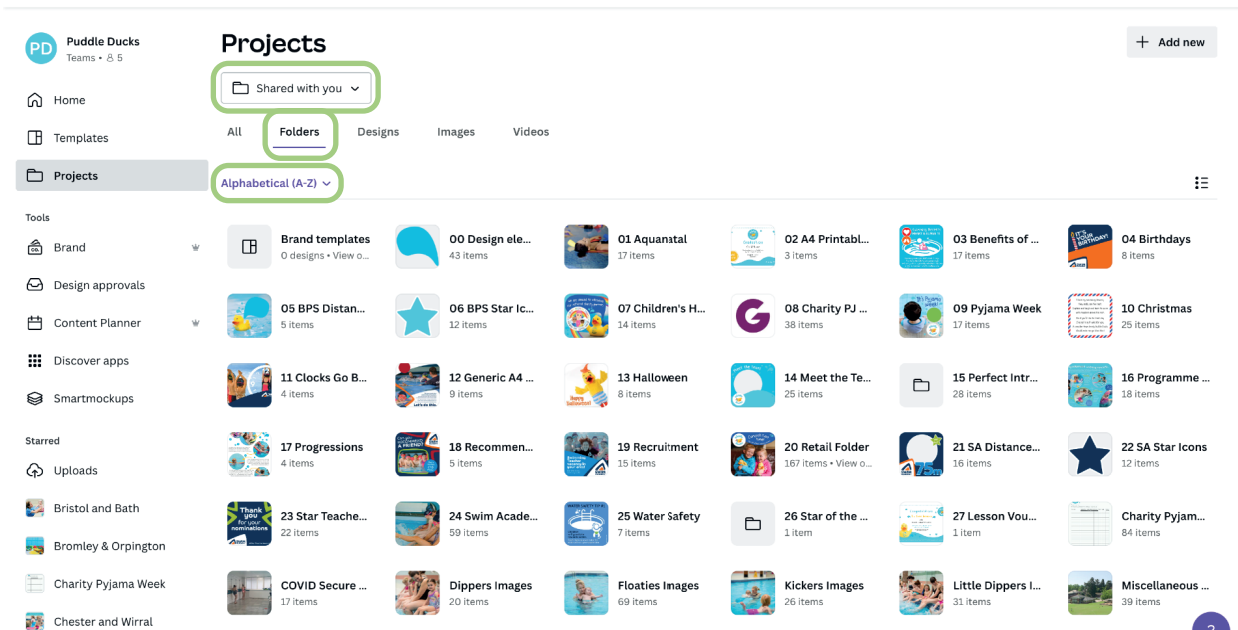 PD
Puddle Ducks
Teams • 5
Home
Templates
Projects
Tools
Brand
Design approvals
Content Planner
Discover apps
Smartmockups
Starred
Uploads
Bristol and Bath
Bromley & Orpington
Charity Pyjama Week
Chester and Wirral
Projects
+ Add new
Shared with you
All Folders Designs Images Videos
Alphabetical (A-Z)
Brand templates
0 designs • View o...
00 Design ele...
43 items
01 Aquanatal
17 items
02 A4 Printabl...
3 items
03 Benefits of ...
17 items
04 Birthdays
8 items
05 BPS Distan...
5 items
06 BPS Star Ic...
12 items
07 Children's H...
14 items
08 Charity PJ ...
38 items
09 Pyjama Week
17 items
10 Christmas
25 items
11 Clocks Go B...
4 items
12 Generic A4 ...
9 items
13 Halloween
8 items
14 Meet the Te...
25 items
15 Perfect Intr...
28 items
16 Programme ...
18 items
17 Progressions
4 items
18 Recommen...
5 items
19 Recruitment
15 items
20 Retail Folder
167 items • View o...
21 SA Distance...
16 items
75m
22 SA Star Icons
12 items
Thank
you
for your
nominations
23 Star Teache...
22 items
24 Swim Acade...
59 items
25 Water Safety
7 items
26 Star of the ...
1 item
27 Lesson Vou...
1 item
Charity Pyjam...
84 items
COVID Secure ...
17 items
Dippers Images
20 items
Floaties Images
69 items
Kickers Images
26 items
Little Dippers I...
31 items
Miscellaneous ...
39 items